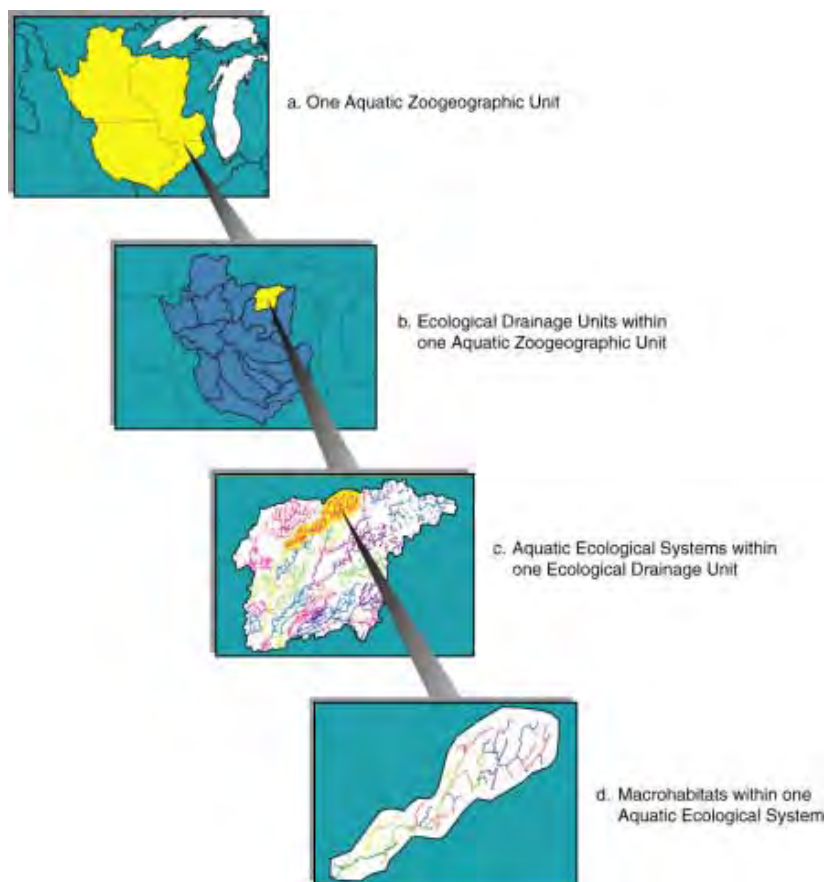 a. One Aquatic Zoogeographic Unit
b. Ecological Drainage Units within
one Aquatic Zoogeographic Unit
c. Aquatic Ecological Systems within
one Ecological Drainage Unit
d. Macrohabitats within one
Aquatic Ecological System